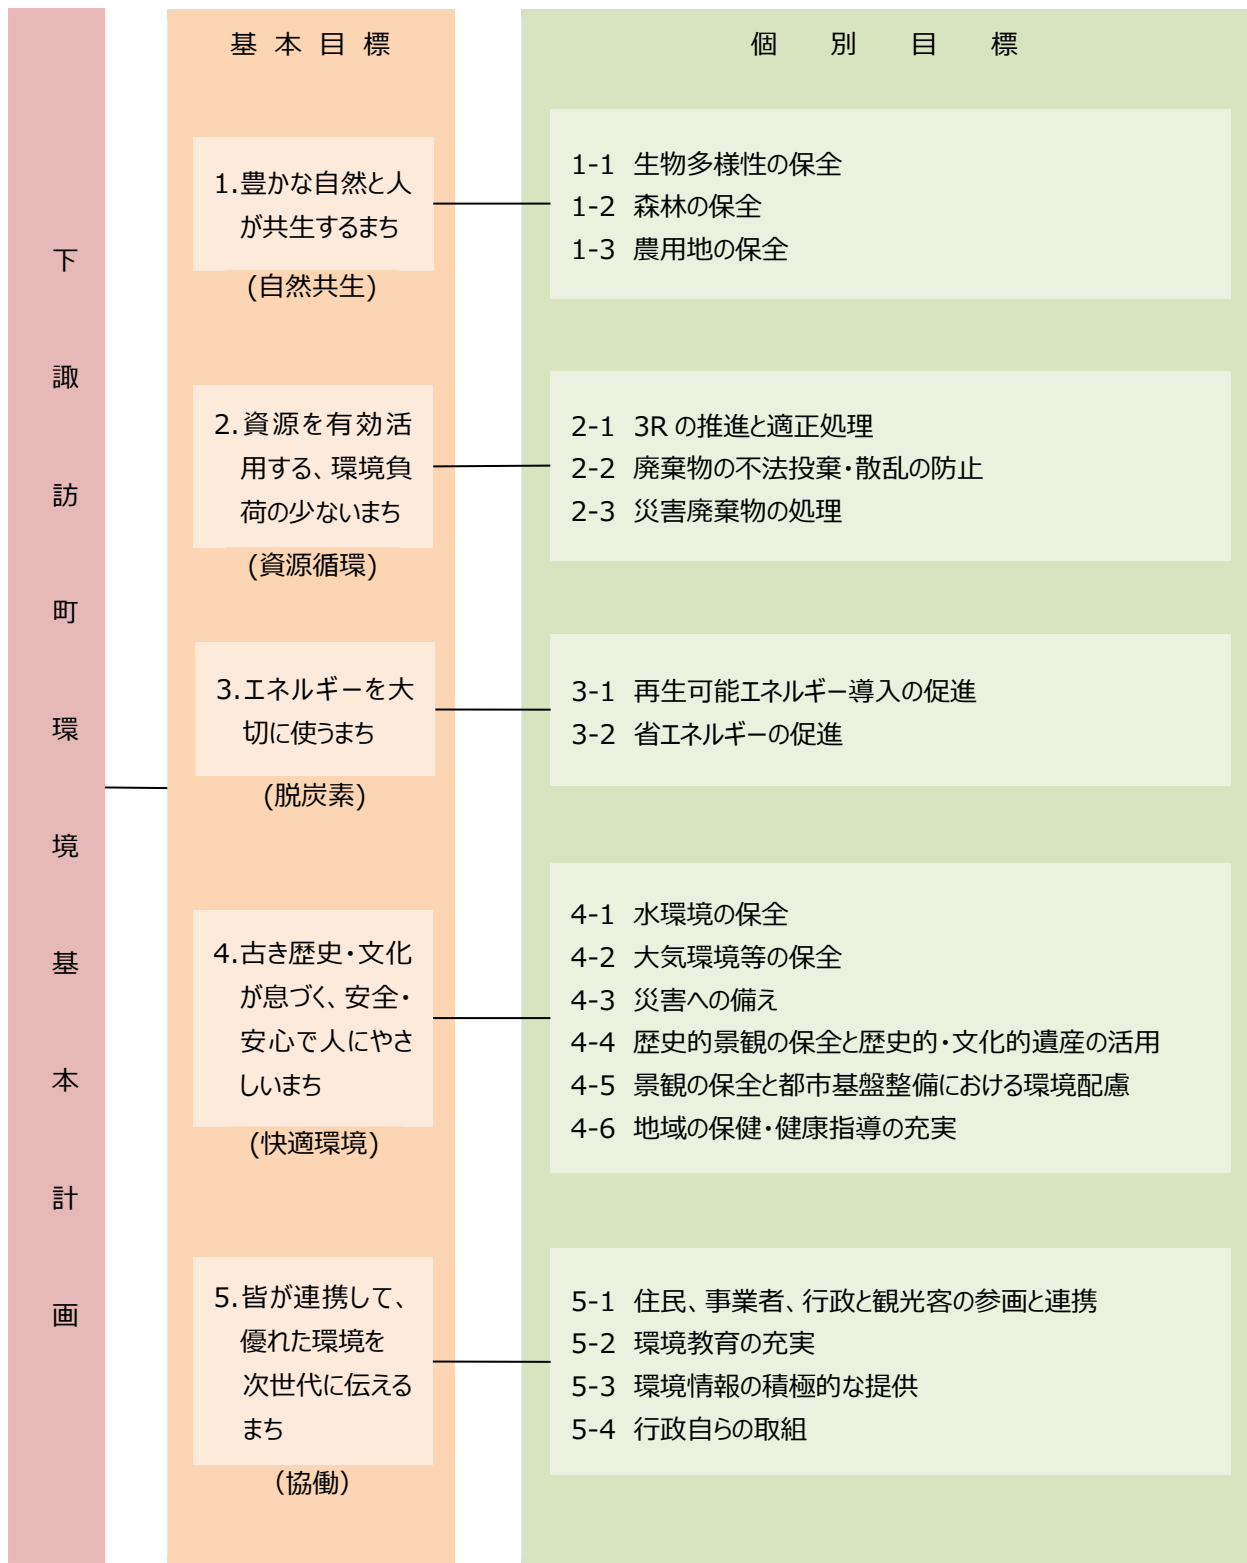 下諏訪町環境基本計画
基本目標
1.豊かな自然と人
が共生するまち
(自然共生)
2.資源を有効活
用する、環境負
荷の少ないまち
(資源循環)
3.エネルギーを大
切に使うまち
(脱炭素)
4.古き歴史・文化
が息づく、安全・
安心で人にやさ
しいまち
(快適環境)
5.皆が連携して、
優れた環境を
次世代に伝える
まち
(協働)
個別目標
1-1 生物多様性の保全
1-2 森林の保全
1-3 農用地の保全
2-1 3Rの推進と適正処理
2-2 廃棄物の不法投棄・散乱の防止
2-3 災害廃棄物の処理
3-1 再生可能エネルギー導入の促進
3-2 省エネルギーの促進
4-1 水環境の保全
4-2 大気環境等の保全
4-3 災害への備え
4-4 歴史的景観の保全と歴史的・文化的遺産の活用
4-5 景観の保全と都市基盤整備における環境配慮
4-6 地域の保健・健康指導の充実
5-1 住民、事業者、行政と観光客の参画と連携
5-2 環境教育の充実
5-3 環境情報の積極的な提供
5-4 行政自らの取組